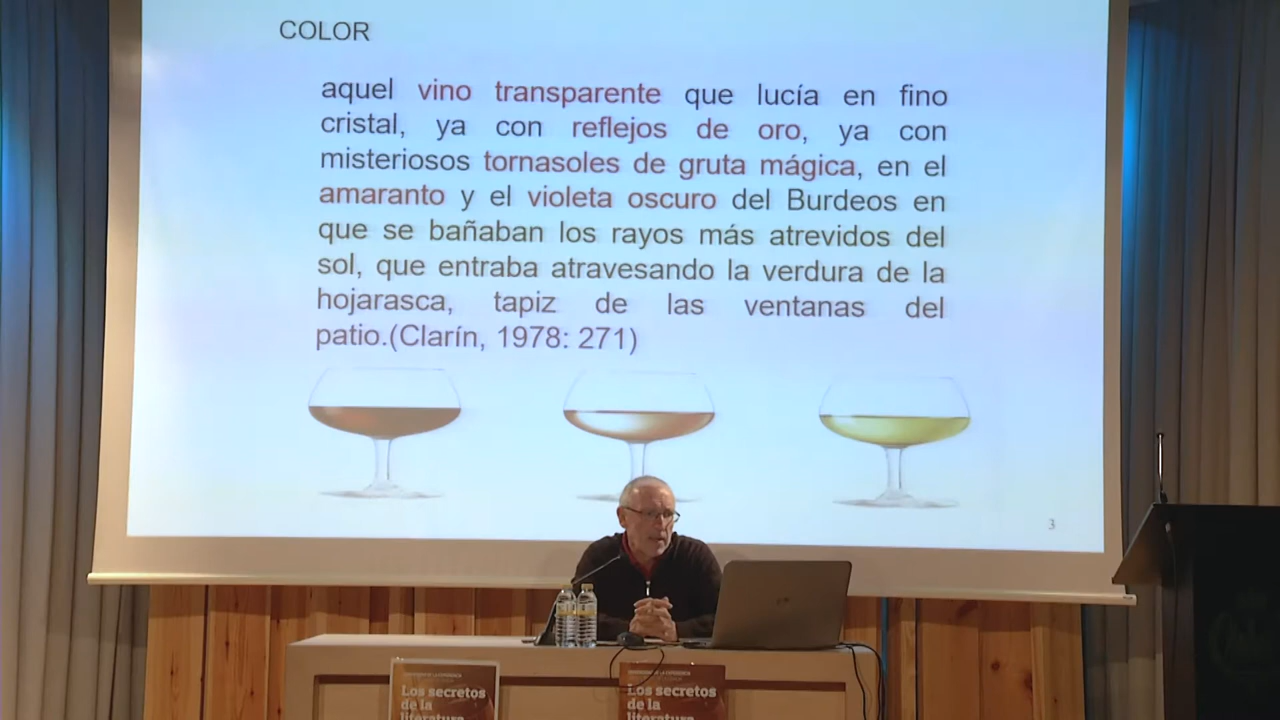 COLOR
aquel vino transparente que lucía en fino
cristal, ya con reflejos de oro, ya con
misteriosos tornasoles de gruta mágica, en el
amaranto y el violeta oscuro del Burdeos en
que se bañaban los rayos más atrevidos del
sol, que entraba atravesando la verdura de la
hojarasca, tapiz de las ventanas del
patio.(Clarín, 1978: 271)
3
Los secretos
de la
literatura
Los secretos
de la
literatura